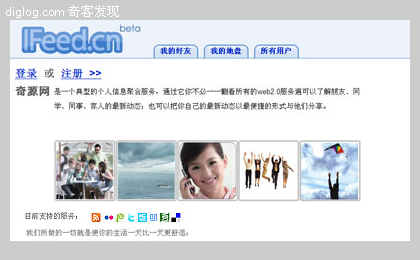 diglog.com 奇客发现
IFeed.cn beta
我的好友 我的地盘 所有用户
登录 或 注册 >>
奇源网 是一个典型的个人信息聚合服务，通过它你不必一一翻看所有的web2.0服务遍可以了解朋友、同
学、同事、家人的最新动态；也可以把你自己的最新动态以最便捷的形式与他们分享。
目前支持的服务：
我们所做的一切就是使你的生活一天比一天更舒适：